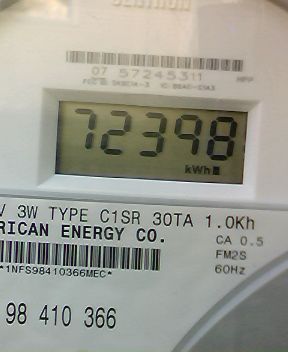 CENTRON
07 57245311
72398
kWh
V 3W TYPE C1SR 30TA 1.0Kh
RICAN ENERGY CO.
CA 0.5
FM2S
60Hz
*1NFS98410366MEC*
98 410 366